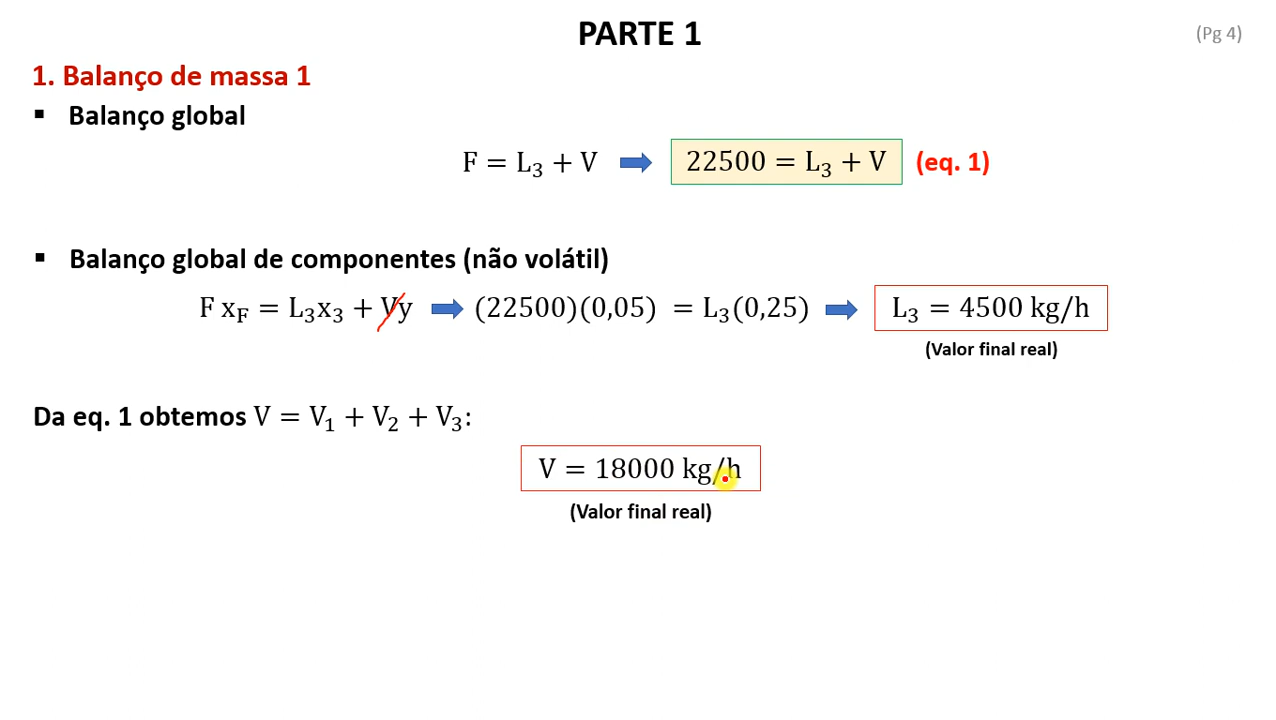 PARTE 1
(Pg 4)
1. Balanço de massa 1
▪ Balanço global
F = L₃ + V 22500 = L₃ + V (eq. 1)
▪ Balanço global de componentes (não volátil)
F x_F = L₃x₃ + Vy (22500)(0,05) = L₃(0,25) L₃ = 4500 kg/h
(Valor final real)
Da eq. 1 obtemos V = V₁ + V₂ + V₃:
V = 18000 kg/h
(Valor final real)